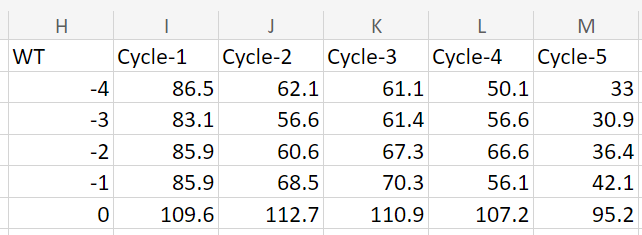 H I J K L M
WT Cycle-1 Cycle-2 Cycle-3 Cycle-4 Cycle-5
-4 86.5 62.1 61.1 50.1 33
-3 83.1 56.6 61.4 56.6 30.9
-2 85.9 60.6 67.3 66.6 36.4
-1 85.9 68.5 70.3 56.1 42.1
0 109.6 112.7 110.9 107.2 95.2